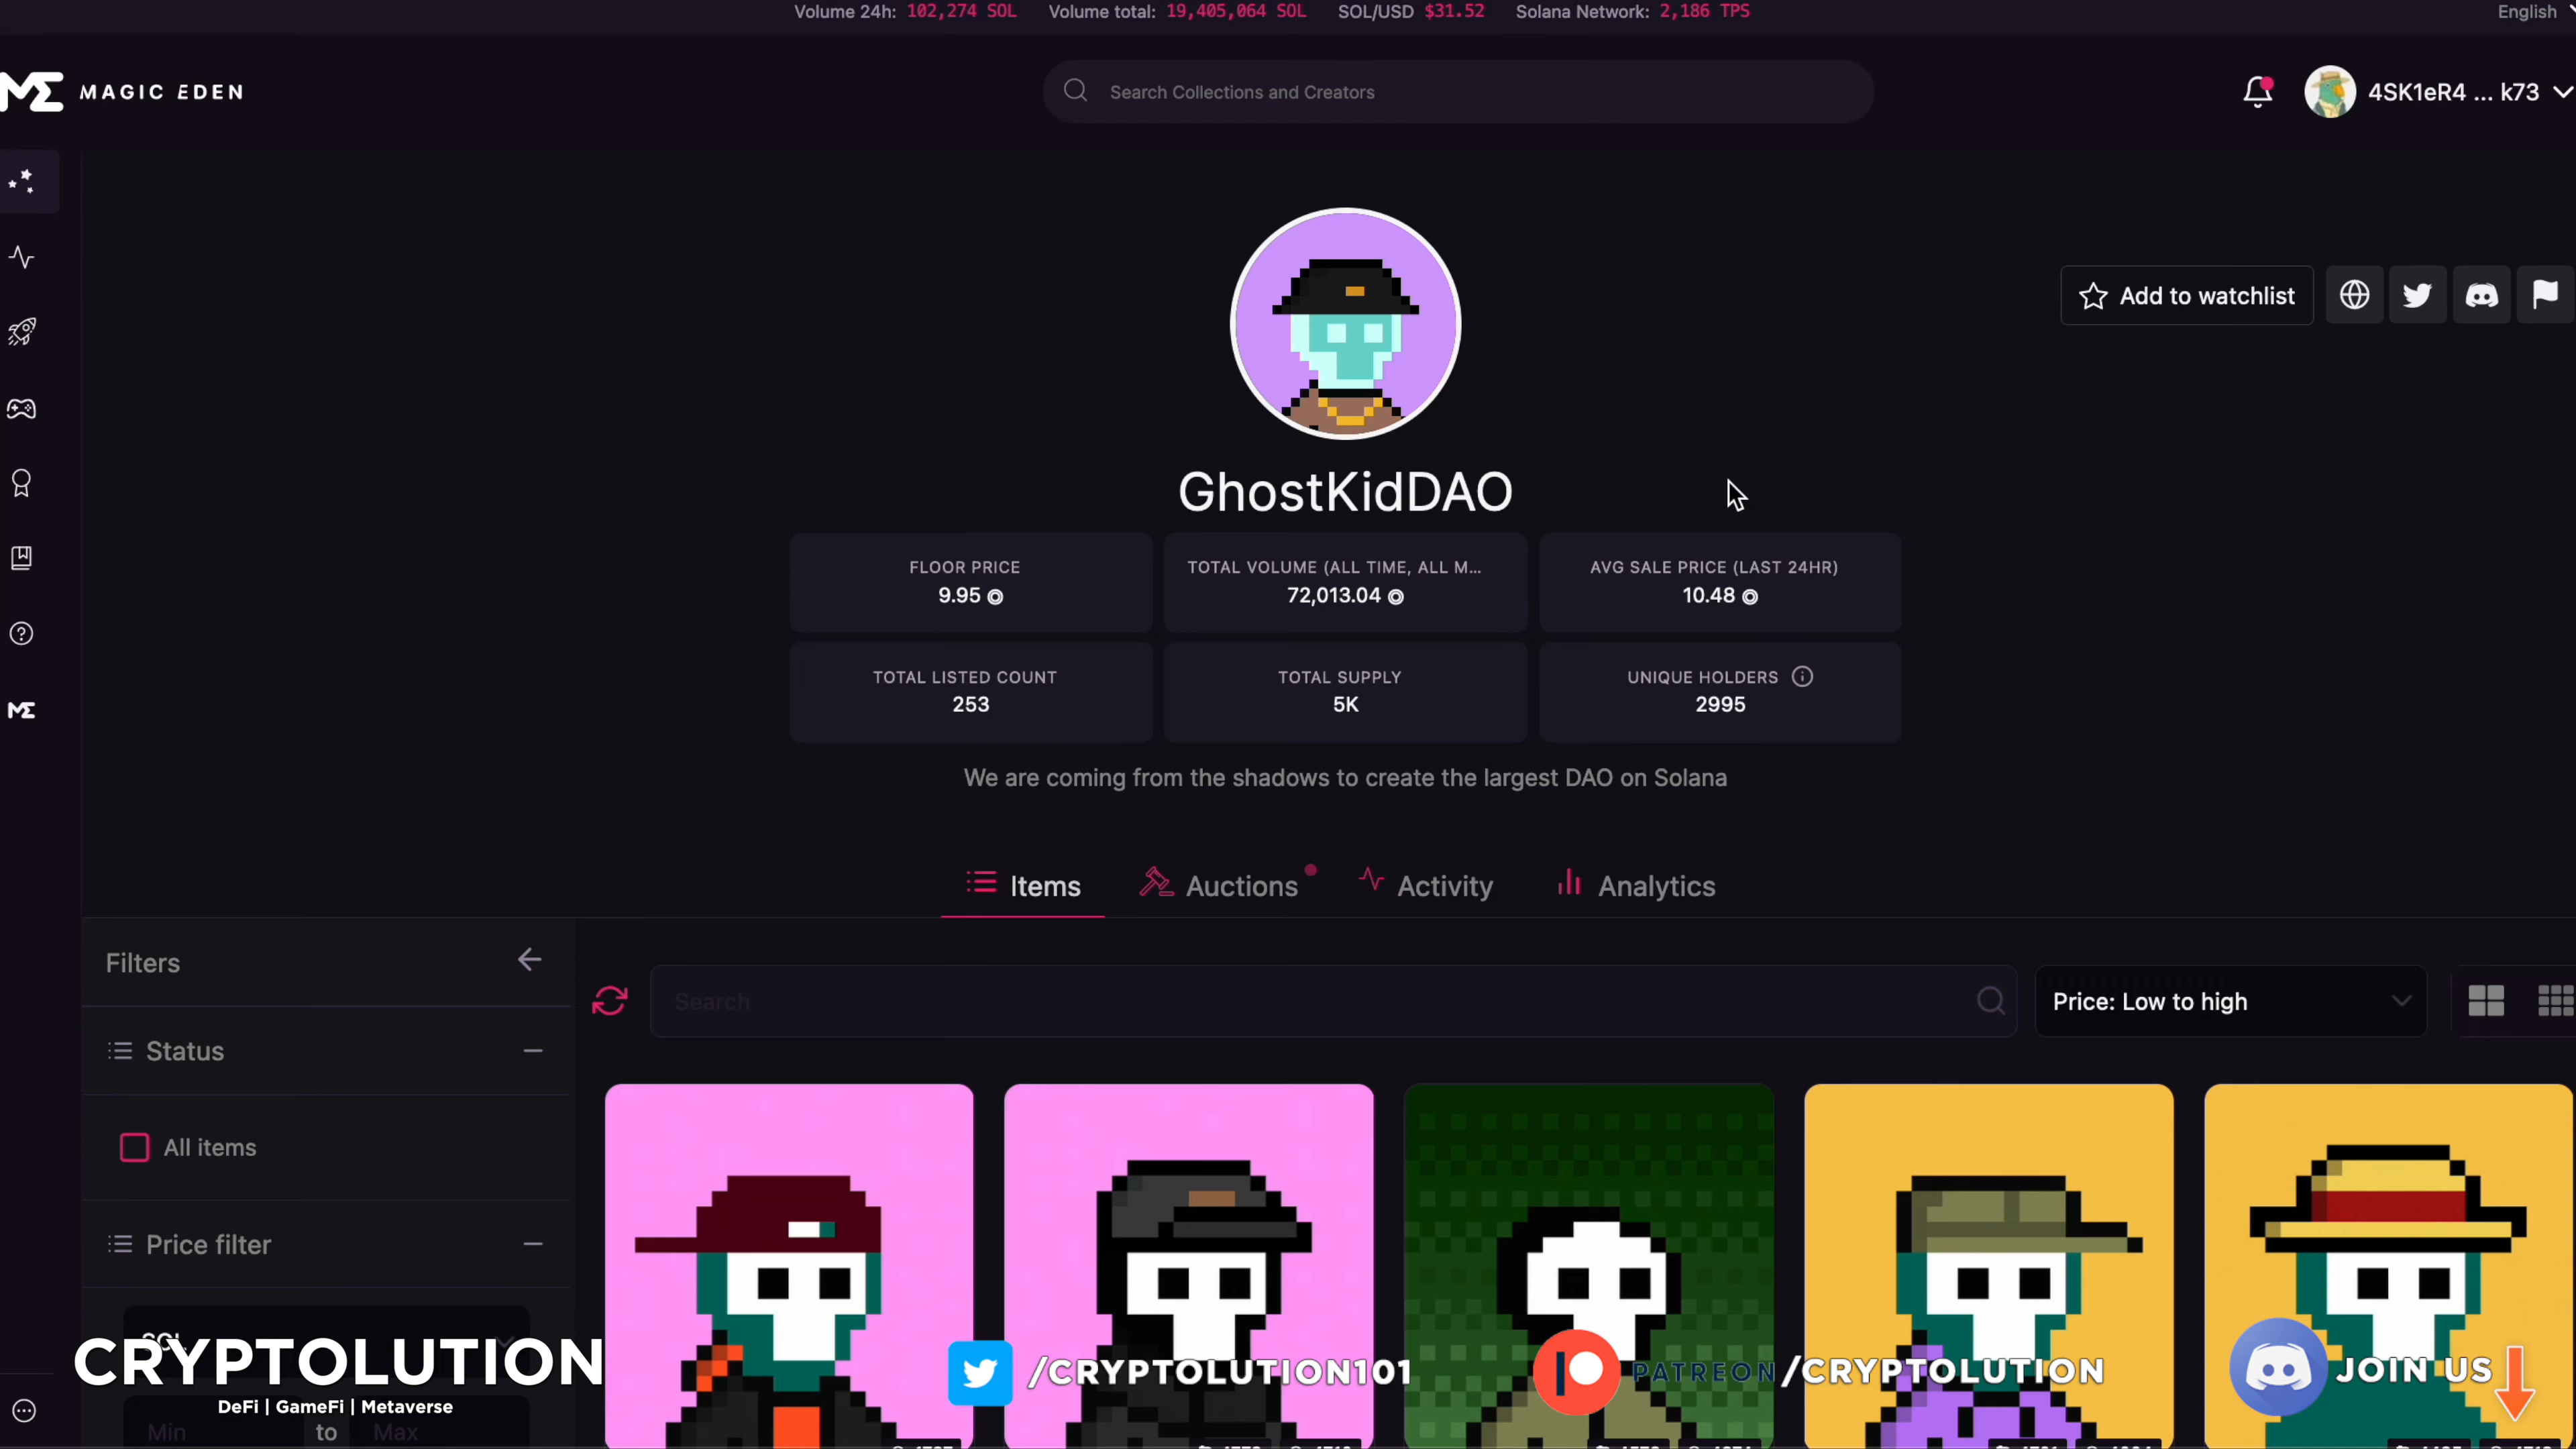 Volume 24h: 102,274 SOL Volume total: 19,405,064 SOL SOL/USD $31.52 Solana Network: 2,186 TPS English
MAGIC EDEN
Search Collections and Creators
4SK1eR4 ... k73
Add to watchlist
GhostKidDAO
FLOOR PRICE
9.95
TOTAL VOLUME (ALL TIME, ALL M...
72,013.04
AVG SALE PRICE (LAST 24HR)
10.48
TOTAL LISTED COUNT
253
TOTAL SUPPLY
5K
UNIQUE HOLDERS
2995
We are coming from the shadows to create the largest DAO on Solana
Items Auctions Activity Analytics
Filters
Search
Price: Low to high
Status
All items
Price filter
SOL
CRYPTOLUTION
DeFi | GameFi | Metaverse
Min to Max
/CRYPTOLUTION101
PATREON/CRYPTOLUTION
JOIN US